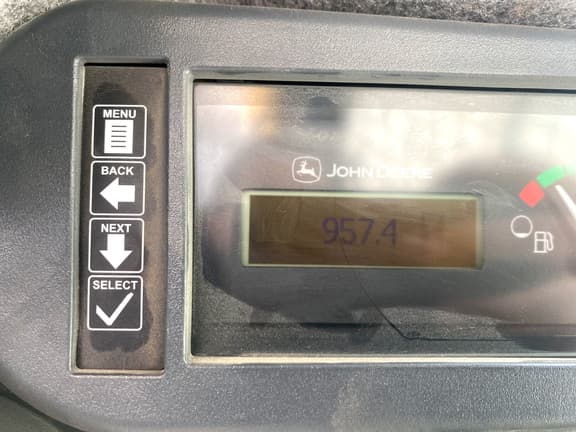 MENU
BACK
NEXT
SELECT
JOHN DEERE
957.4